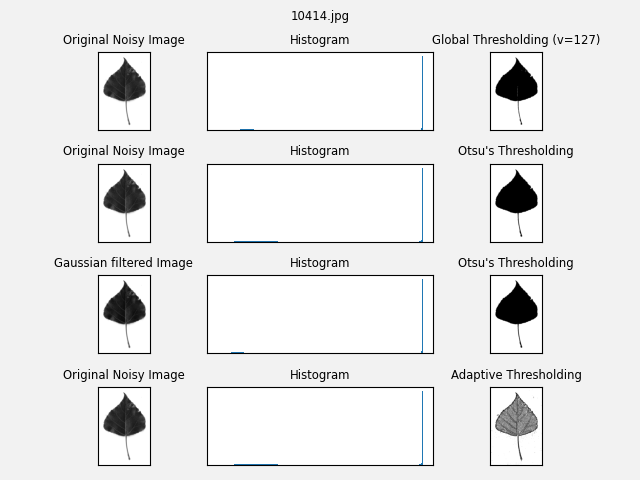 10414.jpg
Original Noisy Image Histogram Global Thresholding (v=127)
Original Noisy Image Histogram Otsu's Thresholding
Gaussian filtered Image Histogram Otsu's Thresholding
Original Noisy Image Histogram Adaptive Thresholding